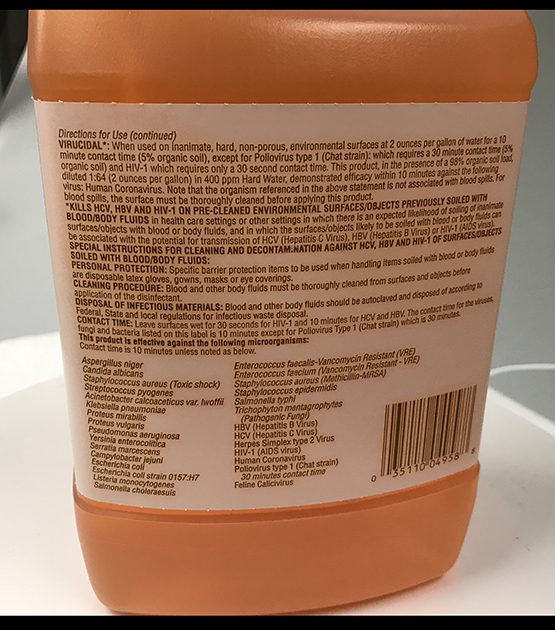 Directions for Use (continued)
VIRUCIDAL*: When used on inanimate, hard, non-porous, environmental surfaces at 2 ounces per gallon of water for a 10
minute contact time (5% organic soil), except for Poliovirus type 1 (Chat strain): which requires a 30 minute contact time (5%
organic soil) and HIV-1 which requires only a 30 second contact time. This product, in the presence of a 98% organic soil load,
diluted 1:64 (2 ounces per gallon) in 400 ppm Hard Water, demonstrated efficacy within 10 minutes against the following
virus: Human Coronavirus. Note that the organism referenced in the above statement is not associated with blood spills. For
blood spills, the surface must be thoroughly cleaned before applying this product.
*KILLS HCV, HBV AND HIV-1 ON PRE-CLEANED ENVIRONMENTAL SURFACES/OBJECTS PREVIOUSLY SOILED WITH
BLOOD/BODY FLUIDS in health care settings or other settings in which there is an expected likelihood of soiling of inanimate
surfaces/objects with blood or body fluids, and in which the surfaces/objects likely to be soiled with blood or body fluids can
be associated with the potential for transmission of HCV (Hepatitis C Virus), HBV (Hepatitis B Virus) or HIV-1 (AIDS virus).
SPECIAL INSTRUCTIONS FOR CLEANING AND DECONTAM:NATION AGAINST HCV, HBV AND HIV-1 OF SURFACES/OBJECTS
SOILED WITH BLOOD/BODY FLUIDS:
PERSONAL PROTECTION: Specific barrier protection items to be used when handling items soiled with blood or body fluids
are disposable latex gloves, gowns, masks or eye coverings.
CLEANING PROCEDURE: Blood and other body fluids must be thoroughly cleaned from surfaces and objects before
application of the disinfectant.
DISPOSAL OF INFECTIOUS MATERIALS: Blood and other body fluids should be autoclaved and disposed of according to
Federal, State and local regulations for infectious waste disposal.
CONTACT TIME: Leave surfaces wet for 30 seconds for HIV-1 and 10 minutes for HCV and HBV. The contact time for the viruses,
fungi and bacteria listed on this label is 10 minutes except for Poliovirus Type 1 (Chat strain) which is 30 minutes.
This product is effective against the following microorganisms:
Contact time is 10 minutes unless noted as below.
Aspergillus niger
Candida albicans
Staphylococcus aureus (Toxic shock)
Streptococcus pyogenes
Acinetobacter calcoaceticus var. lwoffii
Klebsiella pneumoniae
Proteus mirabilis
Proteus vulgaris
Pseudomonas aeruginosa
Yersinia enterocolitica
Serratia marcescens
Campylobacter jejuni
Escherichia coli
Escherichia coli strain 0157:H7
Listeria monocytogenes
Salmonella choleraesuis
Enterococcus faecalis-Vancomycin Resistant (VRE)
Enterococcus faecium (Vancomycin Resistant - VRE)
Staphylococcus aureus (Methicillin-MRSA)
Staphylococcus epidermidis
Salmonella typhi
Trichophyton mentagrophytes
(Pathogenic Fungi)
HBV (Hepatitis B Virus)
HCV (Hepatitis C Virus)
Herpes Simplex type 2 Virus
HIV-1 (AIDS virus)
Human Coronavirus
Poliovirus type 1 (Chat strain)
30 minutes contact time
Feline Calicivirus
0 35110 04958 8